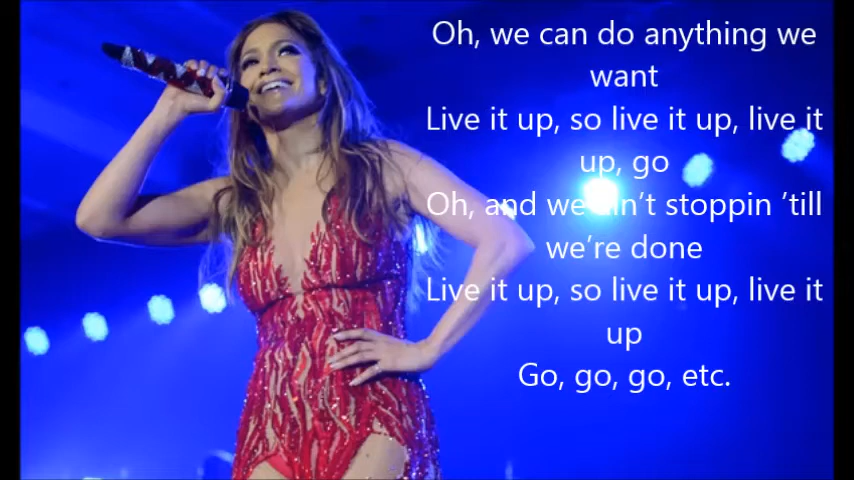 Oh, we can do anything we
want
Live it up, so live it up, live it
up, go
Oh, and we ain’t stoppin ’till
we’re done
Live it up, so live it up, live it
up
Go, go, go, etc.